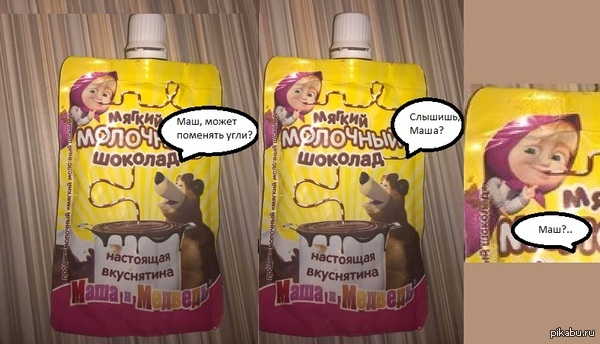 мягкий
молочный
шоколад
Маш, может
поменять угли?
настоящая
вкуснятина
Маша и Медведь
мягкий
молочный
шоколад
Слышишь,
Маша?
настоящая
вкуснятина
Маша и Медведь
Маш?..
pikabu.ru